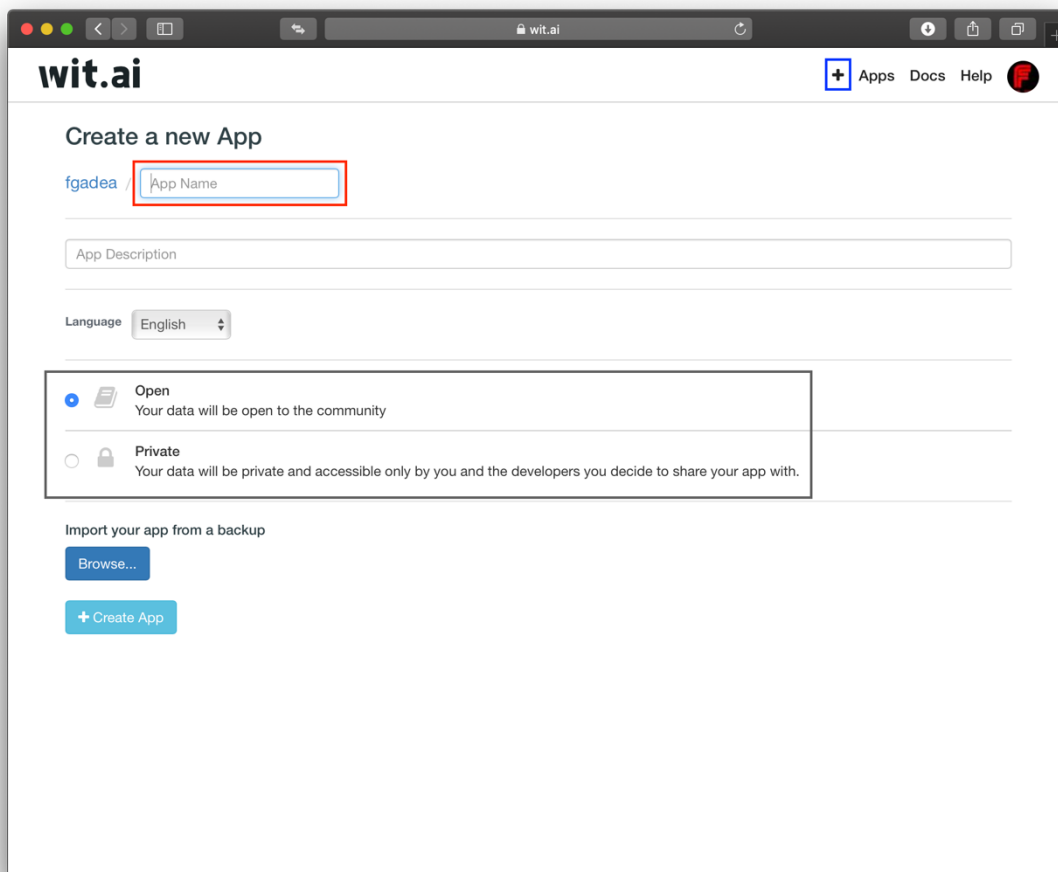 wit.ai
wit.ai
+ Apps Docs Help
Create a new App
fgadea / App Name
App Description
Language English
Open
Your data will be open to the community
Private
Your data will be private and accessible only by you and the developers you decide to share your app with.
Import your app from a backup
Browse...
+ Create App